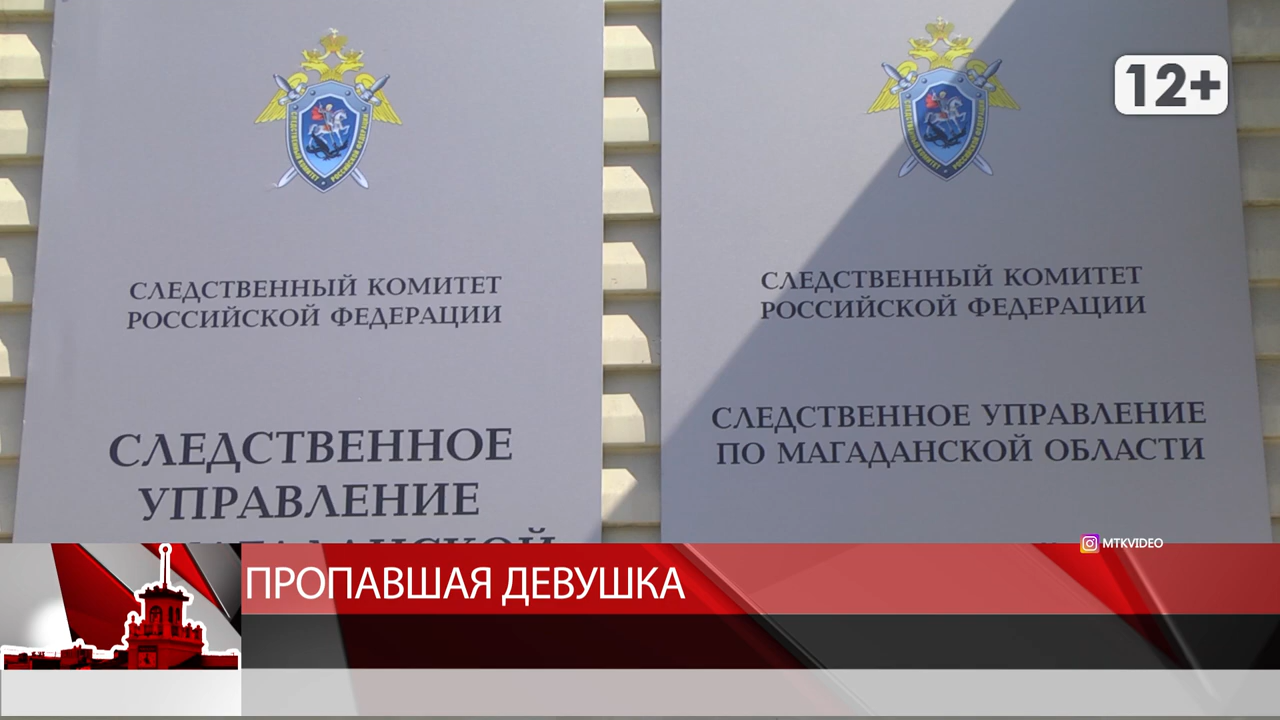 12+
СЛЕДСТВЕННЫЙ КОМИТЕТ
РОССИЙСКОЙ ФЕДЕРАЦИИ
СЛЕДСТВЕННОЕ
УПРАВЛЕНИЕ
СЛЕДСТВЕННЫЙ КОМИТЕТ
РОССИЙСКОЙ ФЕДЕРАЦИИ
СЛЕДСТВЕННОЕ УПРАВЛЕНИЕ
ПО МАГАДАНСКОЙ ОБЛАСТИ
MTKVIDEO
ПРОПАВШАЯ ДЕВУШКА